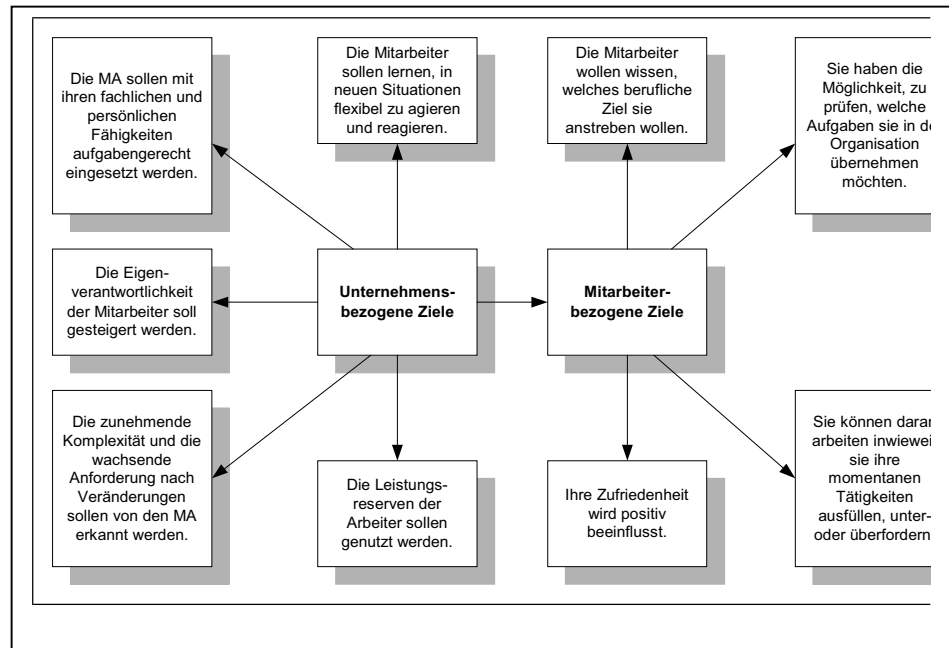 Die MA sollen mit
ihren fachlichen und
persönlichen
Fähigkeiten
aufgabengerecht
eingesetzt werden.
Die Mitarbeiter
sollen lernen, in
neuen Situationen
flexibel zu agieren
und reagieren.
Die Mitarbeiter
wollen wissen,
welches berufliche
Ziel sie
anstreben wollen.
Sie haben die
Möglichkeit, zu
prüfen, welche
Aufgaben sie in
Organisation
übernehmen
möchten.
Die Eigen-
verantwortlichkeit
der Mitarbeiter soll
gesteigert werden.
Unternehmens-
bezogene Ziele
Mitarbeiter-
bezogene Ziele
Die zunehmende
Komplexität und die
wachsende
Anforderung nach
Veränderungen
sollen von den MA
erkannt werden.
Die Leistungs-
reserven der
Arbeiter sollen
genutzt werden.
Ihre Zufriedenheit
wird positiv
beeinflusst.
Sie können
arbeiten
sie ihre
momentanen
Tätigkeiten
ausfüllen, unter-
oder überfordern